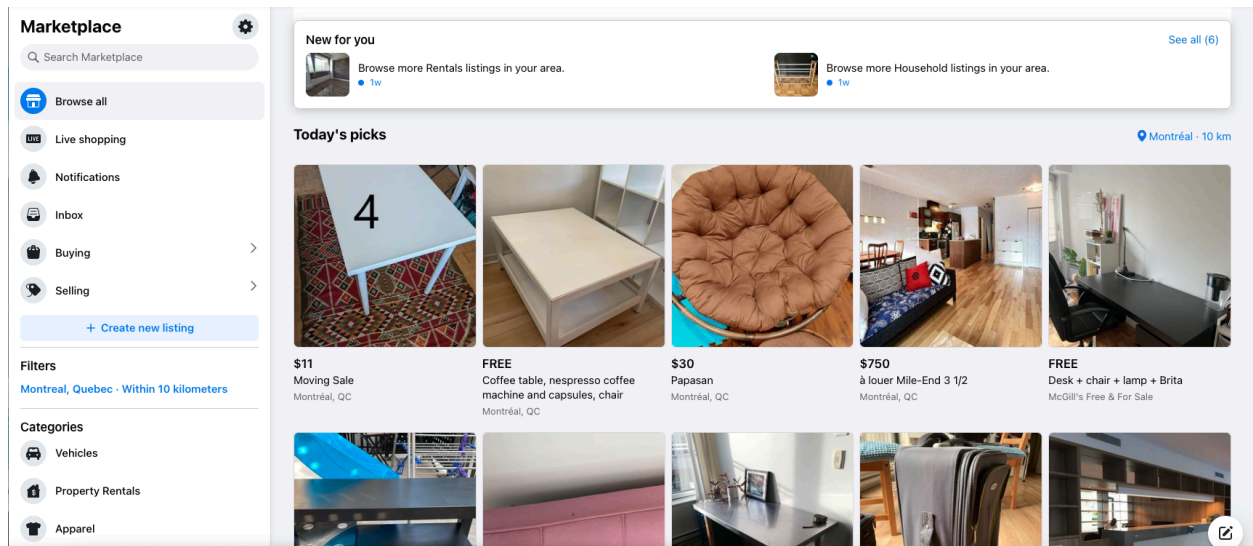 Marketplace
Search Marketplace
Browse all
LIVE
Live shopping
Notifications
Inbox
Buying
Selling
+ Create new listing
Filters
Montreal, Quebec · Within 10 kilometers
Categories
Vehicles
Property Rentals
Apparel
New for you
See all (6)
Browse more Rentals listings in your area.
1w
Browse more Household listings in your area.
1w
Today's picks
Montréal · 10 km
4
$11
Moving Sale
Montréal, QC
FREE
Coffee table, nespresso coffee
machine and capsules, chair
Montréal, QC
$30
Papasan
Montréal, QC
$750
à louer Mile-End 3 1/2
Montréal, QC
FREE
Desk + chair + lamp + Brita
McGill's Free & For Sale